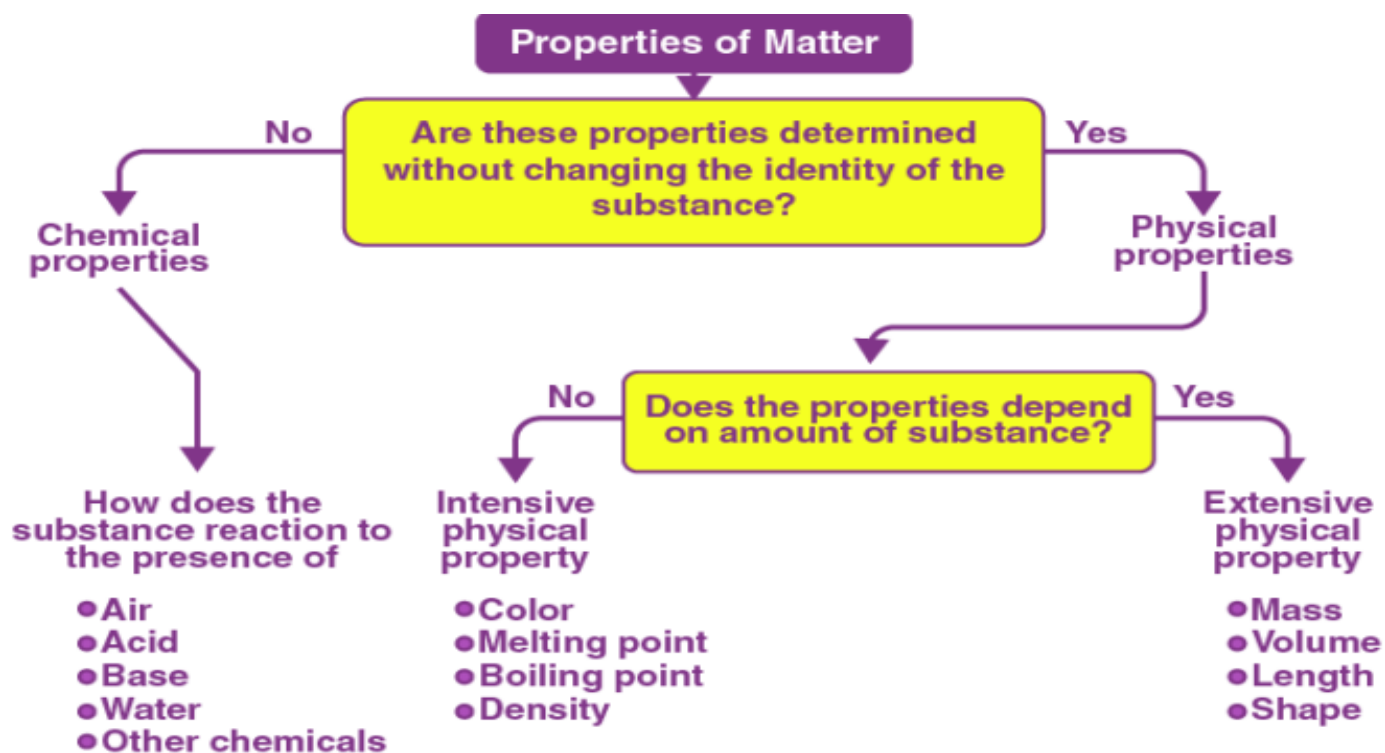 Properties of Matter
No
Are these properties determined
without changing the identity of the
substance?
Yes
Chemical
properties
Physical
properties
No
Does the properties depend
on amount of substance?
Yes
How does the
substance reaction to
the presence of
Air
Acid
Base
Water
Other chemicals
Intensive
physical
property
Color
Melting point
Boiling point
Density
Extensive
physical
property
Mass
Volume
Length
Shape